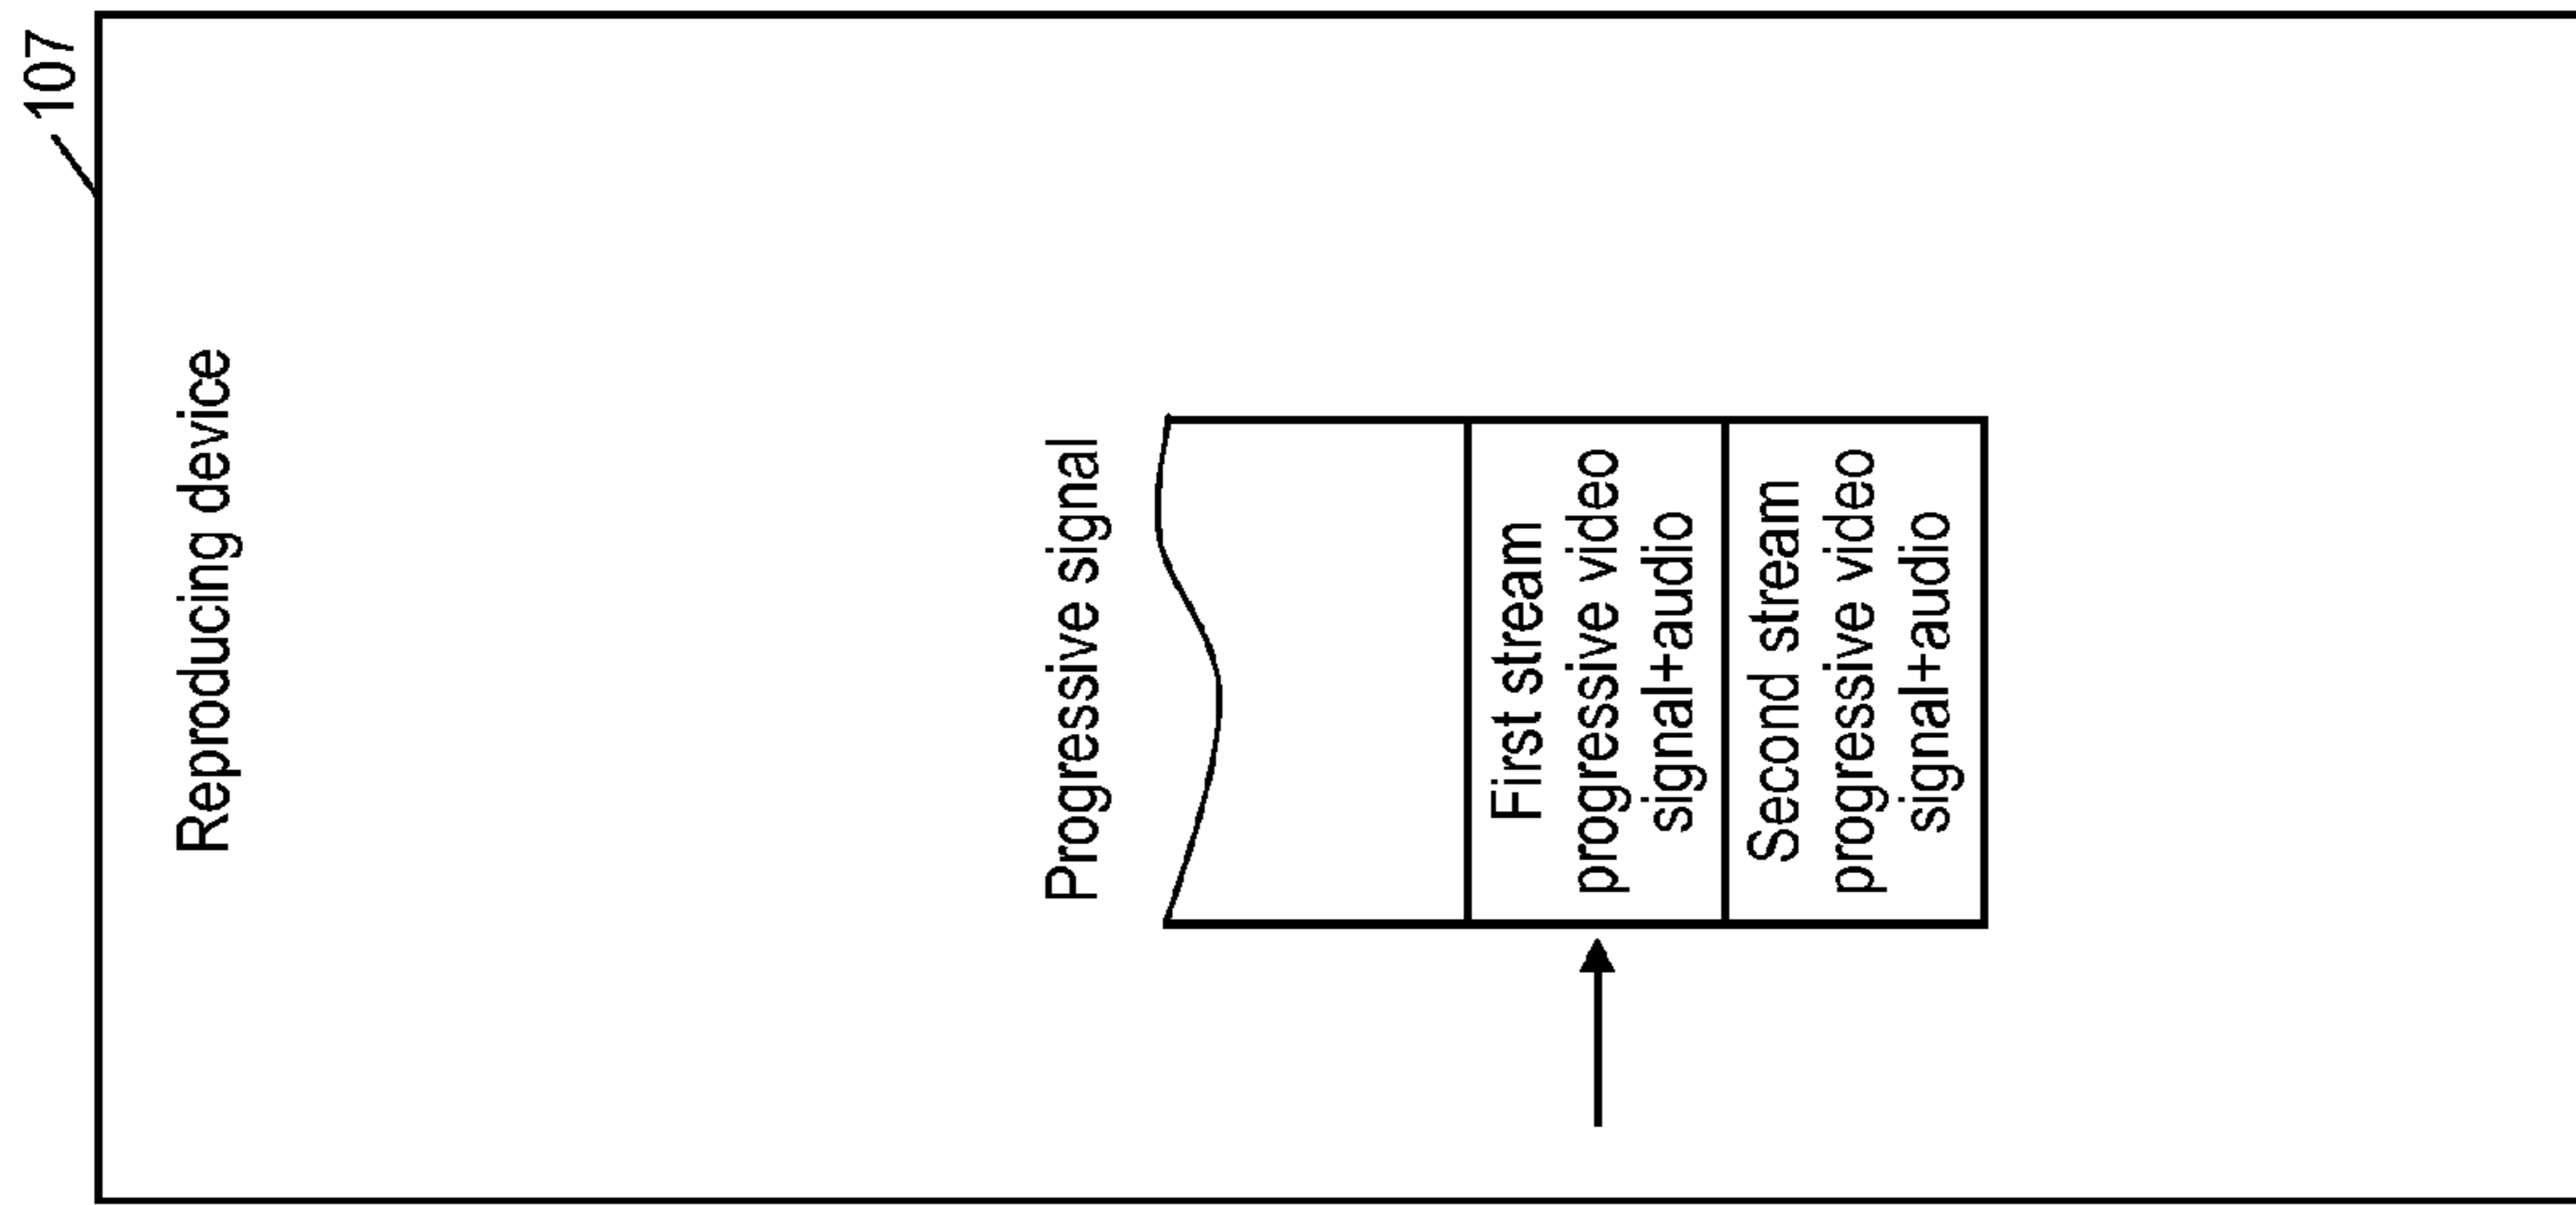 107
Reproducing device
Progressive signal
First stream
progressive video
signal+audio
Second stream
progressive video
signal+audio